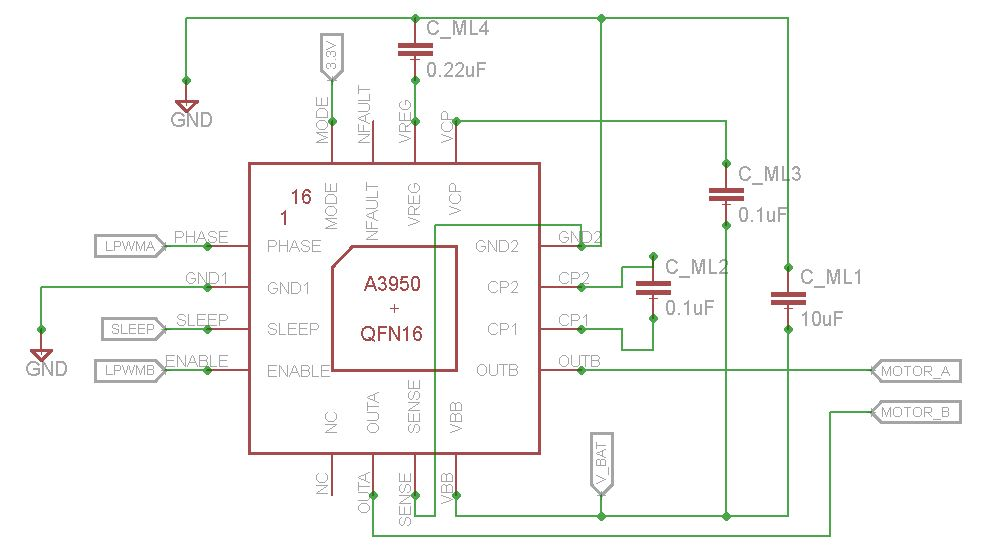 C_ML4
0.22uF
3.3V
GND
MODE
NFAULT
VREG
VCP
C_ML3
0.1uF
16
1
MODE
NFAULT
VREG
VCP
LPWMA
PHASE
PHASE
GND2
GND2
GND1
GND1
A3950
CP2
CP2
C_ML2
0.1uF
C_ML1
10uF
SLEEP
SLEEP
SLEEP
QFN16
CP1
CP1
GND
LPWMB
ENABLE
ENABLE
OUTB
OUTB
MOTOR_A
MOTOR_B
NC
OUTA
SENSE
VBB
V_BAT
NC
OUTA
SENSE
VBB